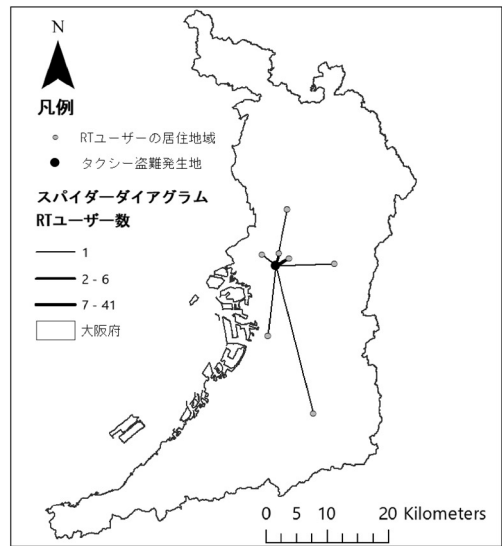 N
凡例
RTユーザーの居住地域
タクシー盗難発生地
スパイダーダイアグラム
RTユーザー数
1
2 - 6
7 - 41
大阪府
0 5 10 20 Kilometers